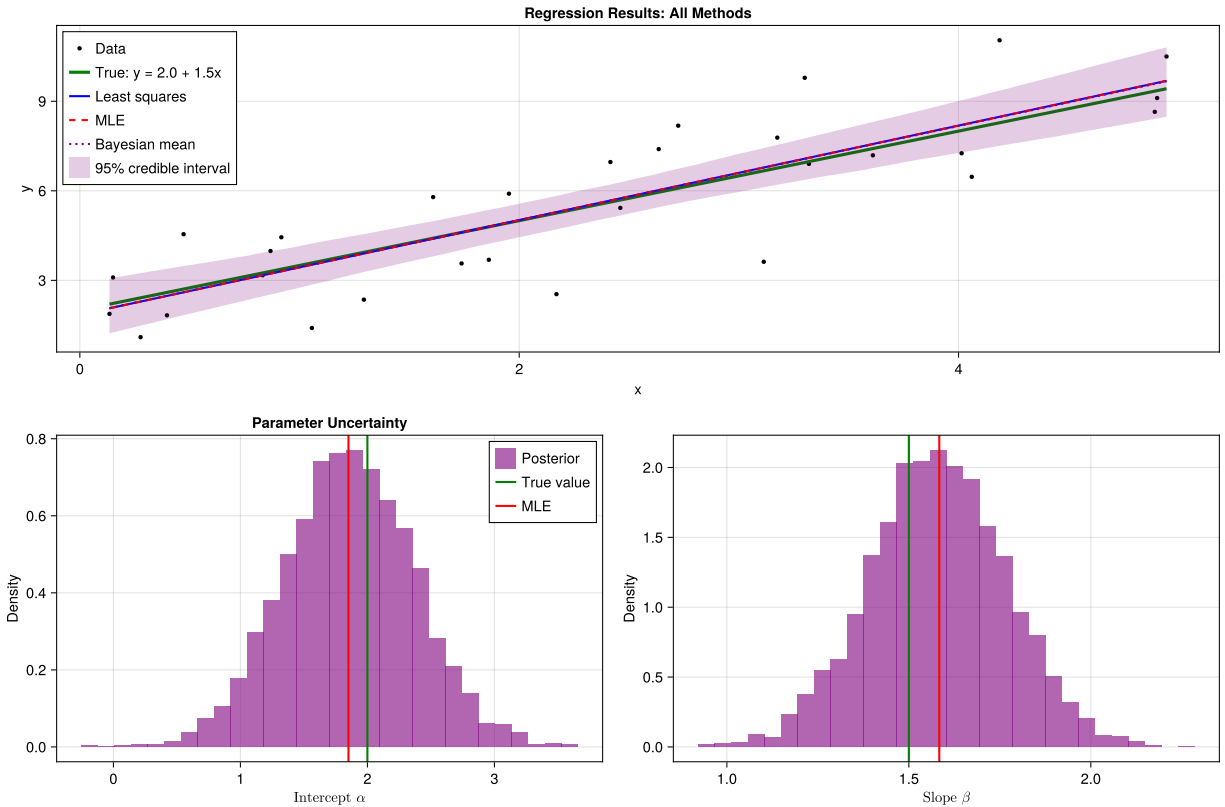 Regression Results: All Methods
Data
True: y = 2.0 + 1.5x
Least squares
MLE
Bayesian mean
95% credible interval
9
6
3
y
0
2
4
x
Parameter Uncertainty
Posterior
True value
MLE
0.8
0.6
0.4
0.2
0.0
Density
0
1
2
3
Intercept α
2.0
1.5
1.0
0.5
0.0
Density
1.0
1.5
2.0
Slope β